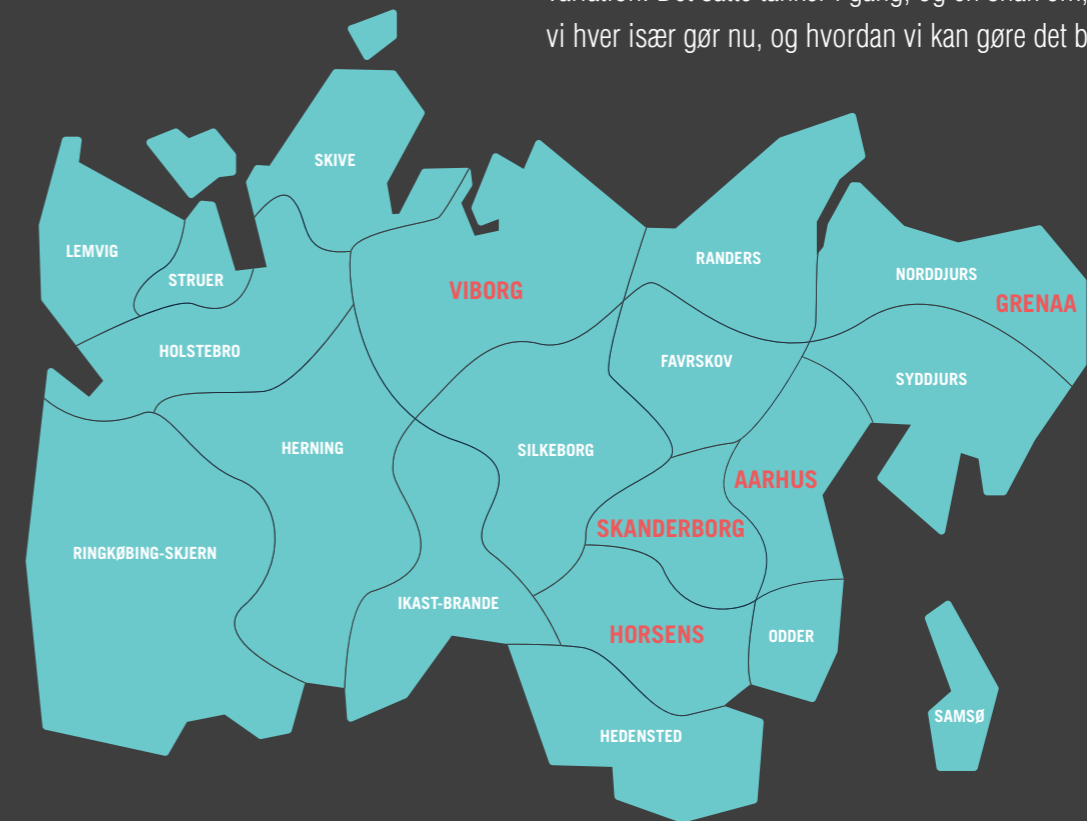 vi hver især gør nu, og hvordan vi kan gøre det
SKIVE
LEMVIG
STRUER
RANDERS
NORDDJURS
VIBORG
GRENAA
HOLSTEBRO
FAVRSKOV
SYDDJURS
HERNING
SILKEBORG
AARHUS
SKANDERBORG
RINGKØBING-SKJERN
IKAST-BRANDE
HORSENS
ODDER
SAMSØ
HEDENSTED